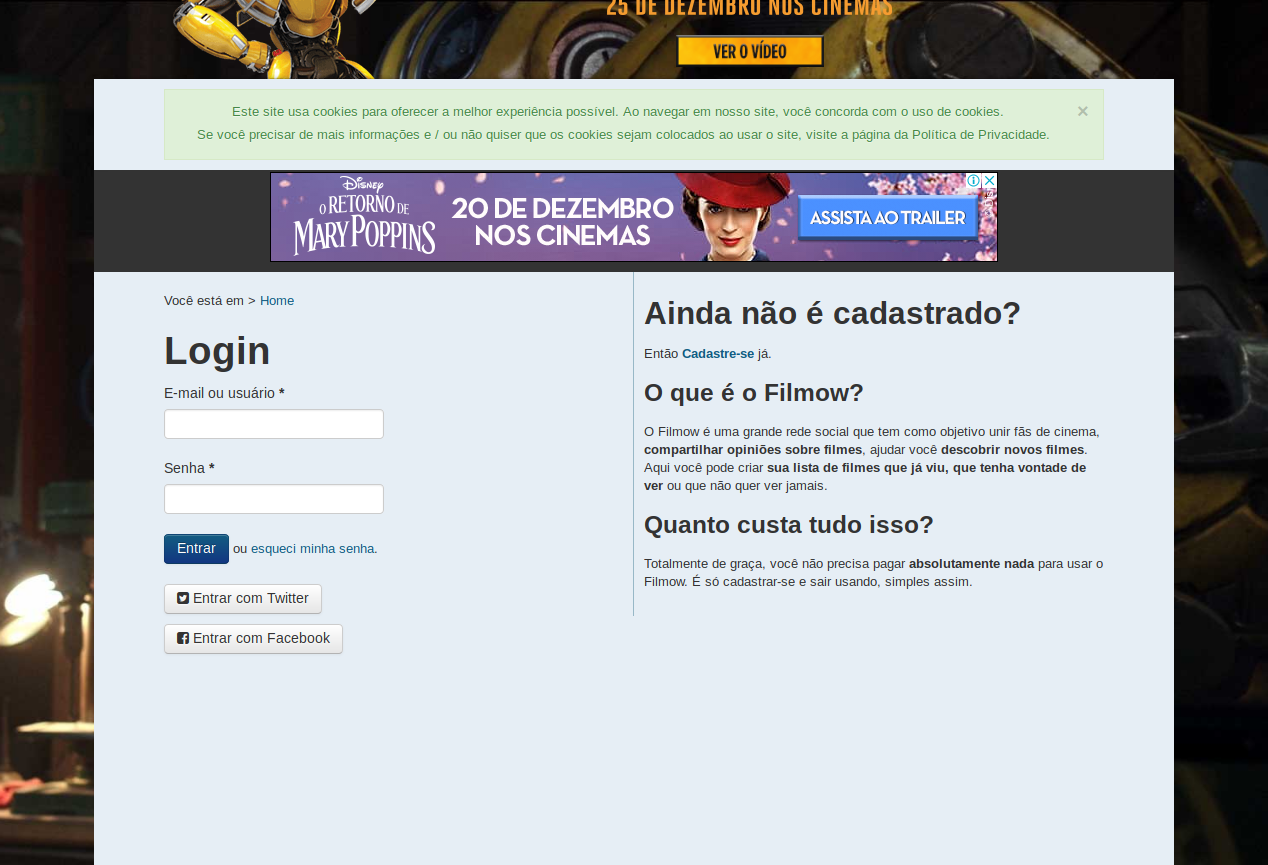 25 DE DEZEMBRO NOS CINEMAS
VER O VÍDEO
Este site usa cookies para oferecer a melhor experiência possível. Ao navegar em nosso site, você concorda com o uso de cookies.
×
Se você precisar de mais informações e / ou não quiser que os cookies sejam colocados ao usar o site, visite a página da Política de Privacidade.
DISNEY
O RETORNO DE
MARY POPPINS
20 DE DEZEMBRO
NOS CINEMAS
ASSISTA AO TRAILER
Você está em > Home
Login
E-mail ou usuário *
Senha *
Entrar ou esqueci minha senha.
Entrar com Twitter
Entrar com Facebook
Ainda não é cadastrado?
Então Cadastre-se já.
O que é o Filmow?
O Filmow é uma grande rede social que tem como objetivo unir fãs de cinema,
compartilhar opiniões sobre filmes, ajudar você descobrir novos filmes.
Aqui você pode criar sua lista de filmes que já viu, que tenha vontade de
ver ou que não quer ver jamais.
Quanto custa tudo isso?
Totalmente de graça, você não precisa pagar absolutamente nada para usar o
Filmow. É só cadastrar-se e sair usando, simples assim.